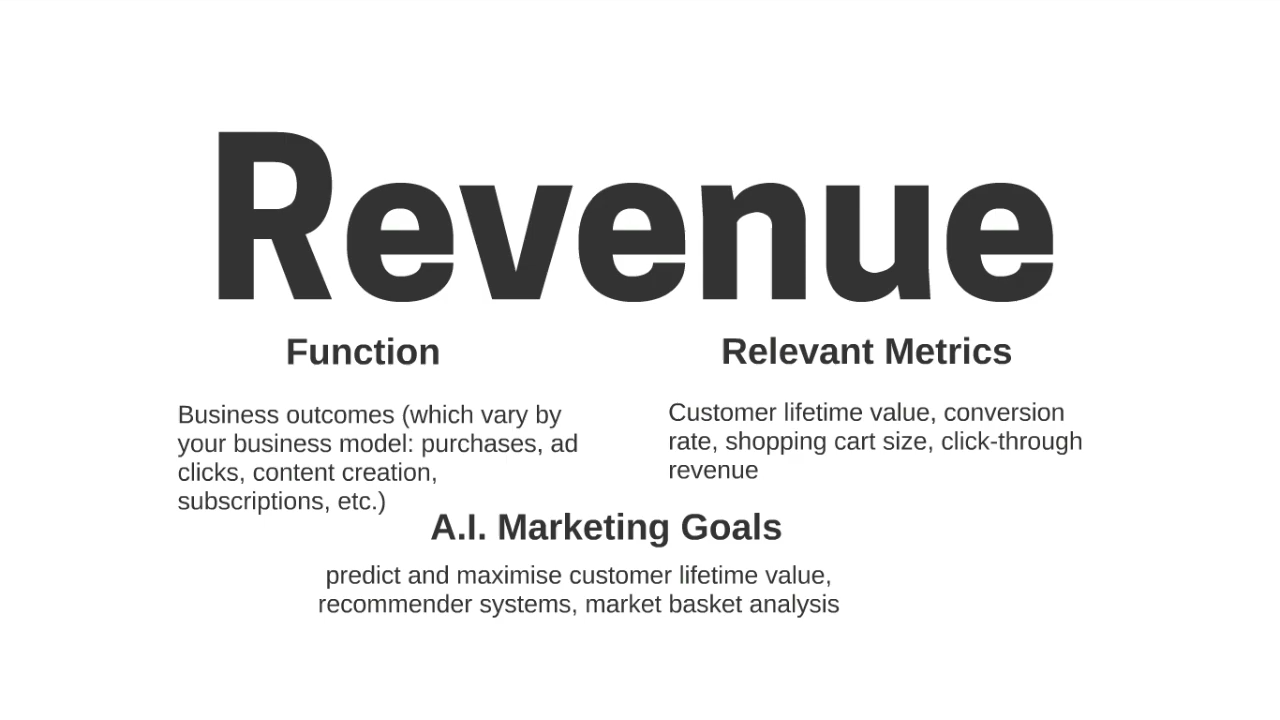 Revenue
Function
Business outcomes (which vary by
your business model: purchases, ad
clicks, content creation,
subscriptions, etc.)
Relevant Metrics
Customer lifetime value, conversion
rate, shopping cart size, click-through
revenue
A.I. Marketing Goals
predict and maximise customer lifetime value,
recommender systems, market basket analysis